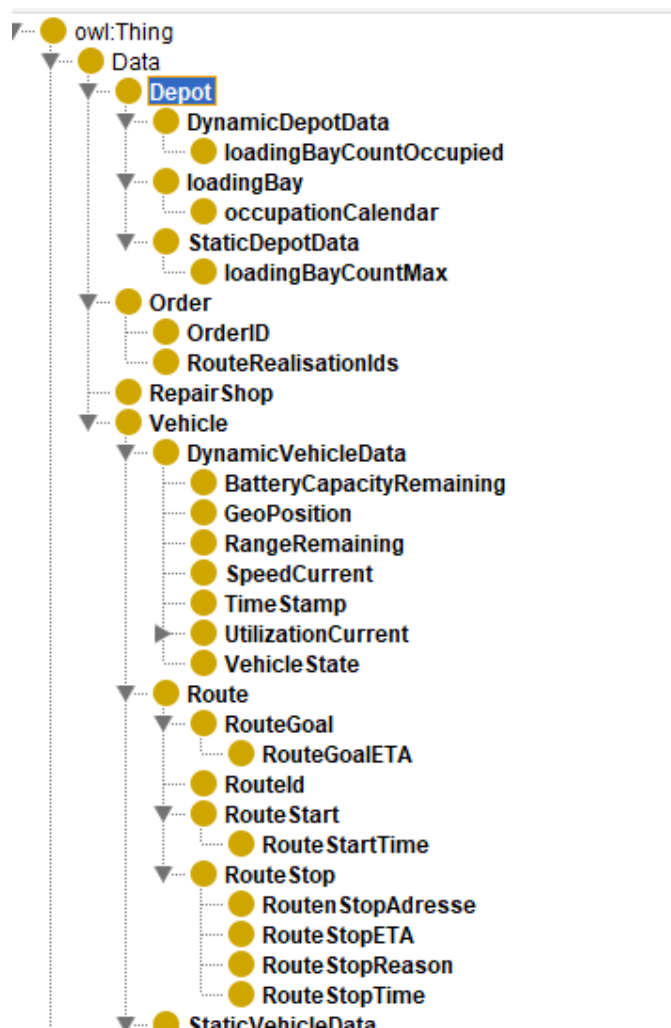 owl:Thing
Data
Depot
DynamicDepotData
loadingBayCountOccupied
loadingBay
occupationCalendar
StaticDepotData
loadingBayCountMax
Order
OrderID
RouteRealisationIds
RepairShop
Vehicle
DynamicVehicleData
BatteryCapacityRemaining
GeoPosition
RangeRemaining
SpeedCurrent
TimeStamp
UtilizationCurrent
VehicleState
Route
RouteGoal
RouteGoalETA
RouteId
RouteStart
RouteStartTime
RouteStop
RoutenStopAdresse
RouteStopETA
RouteStopReason
RouteStopTime
StaticVehicleData